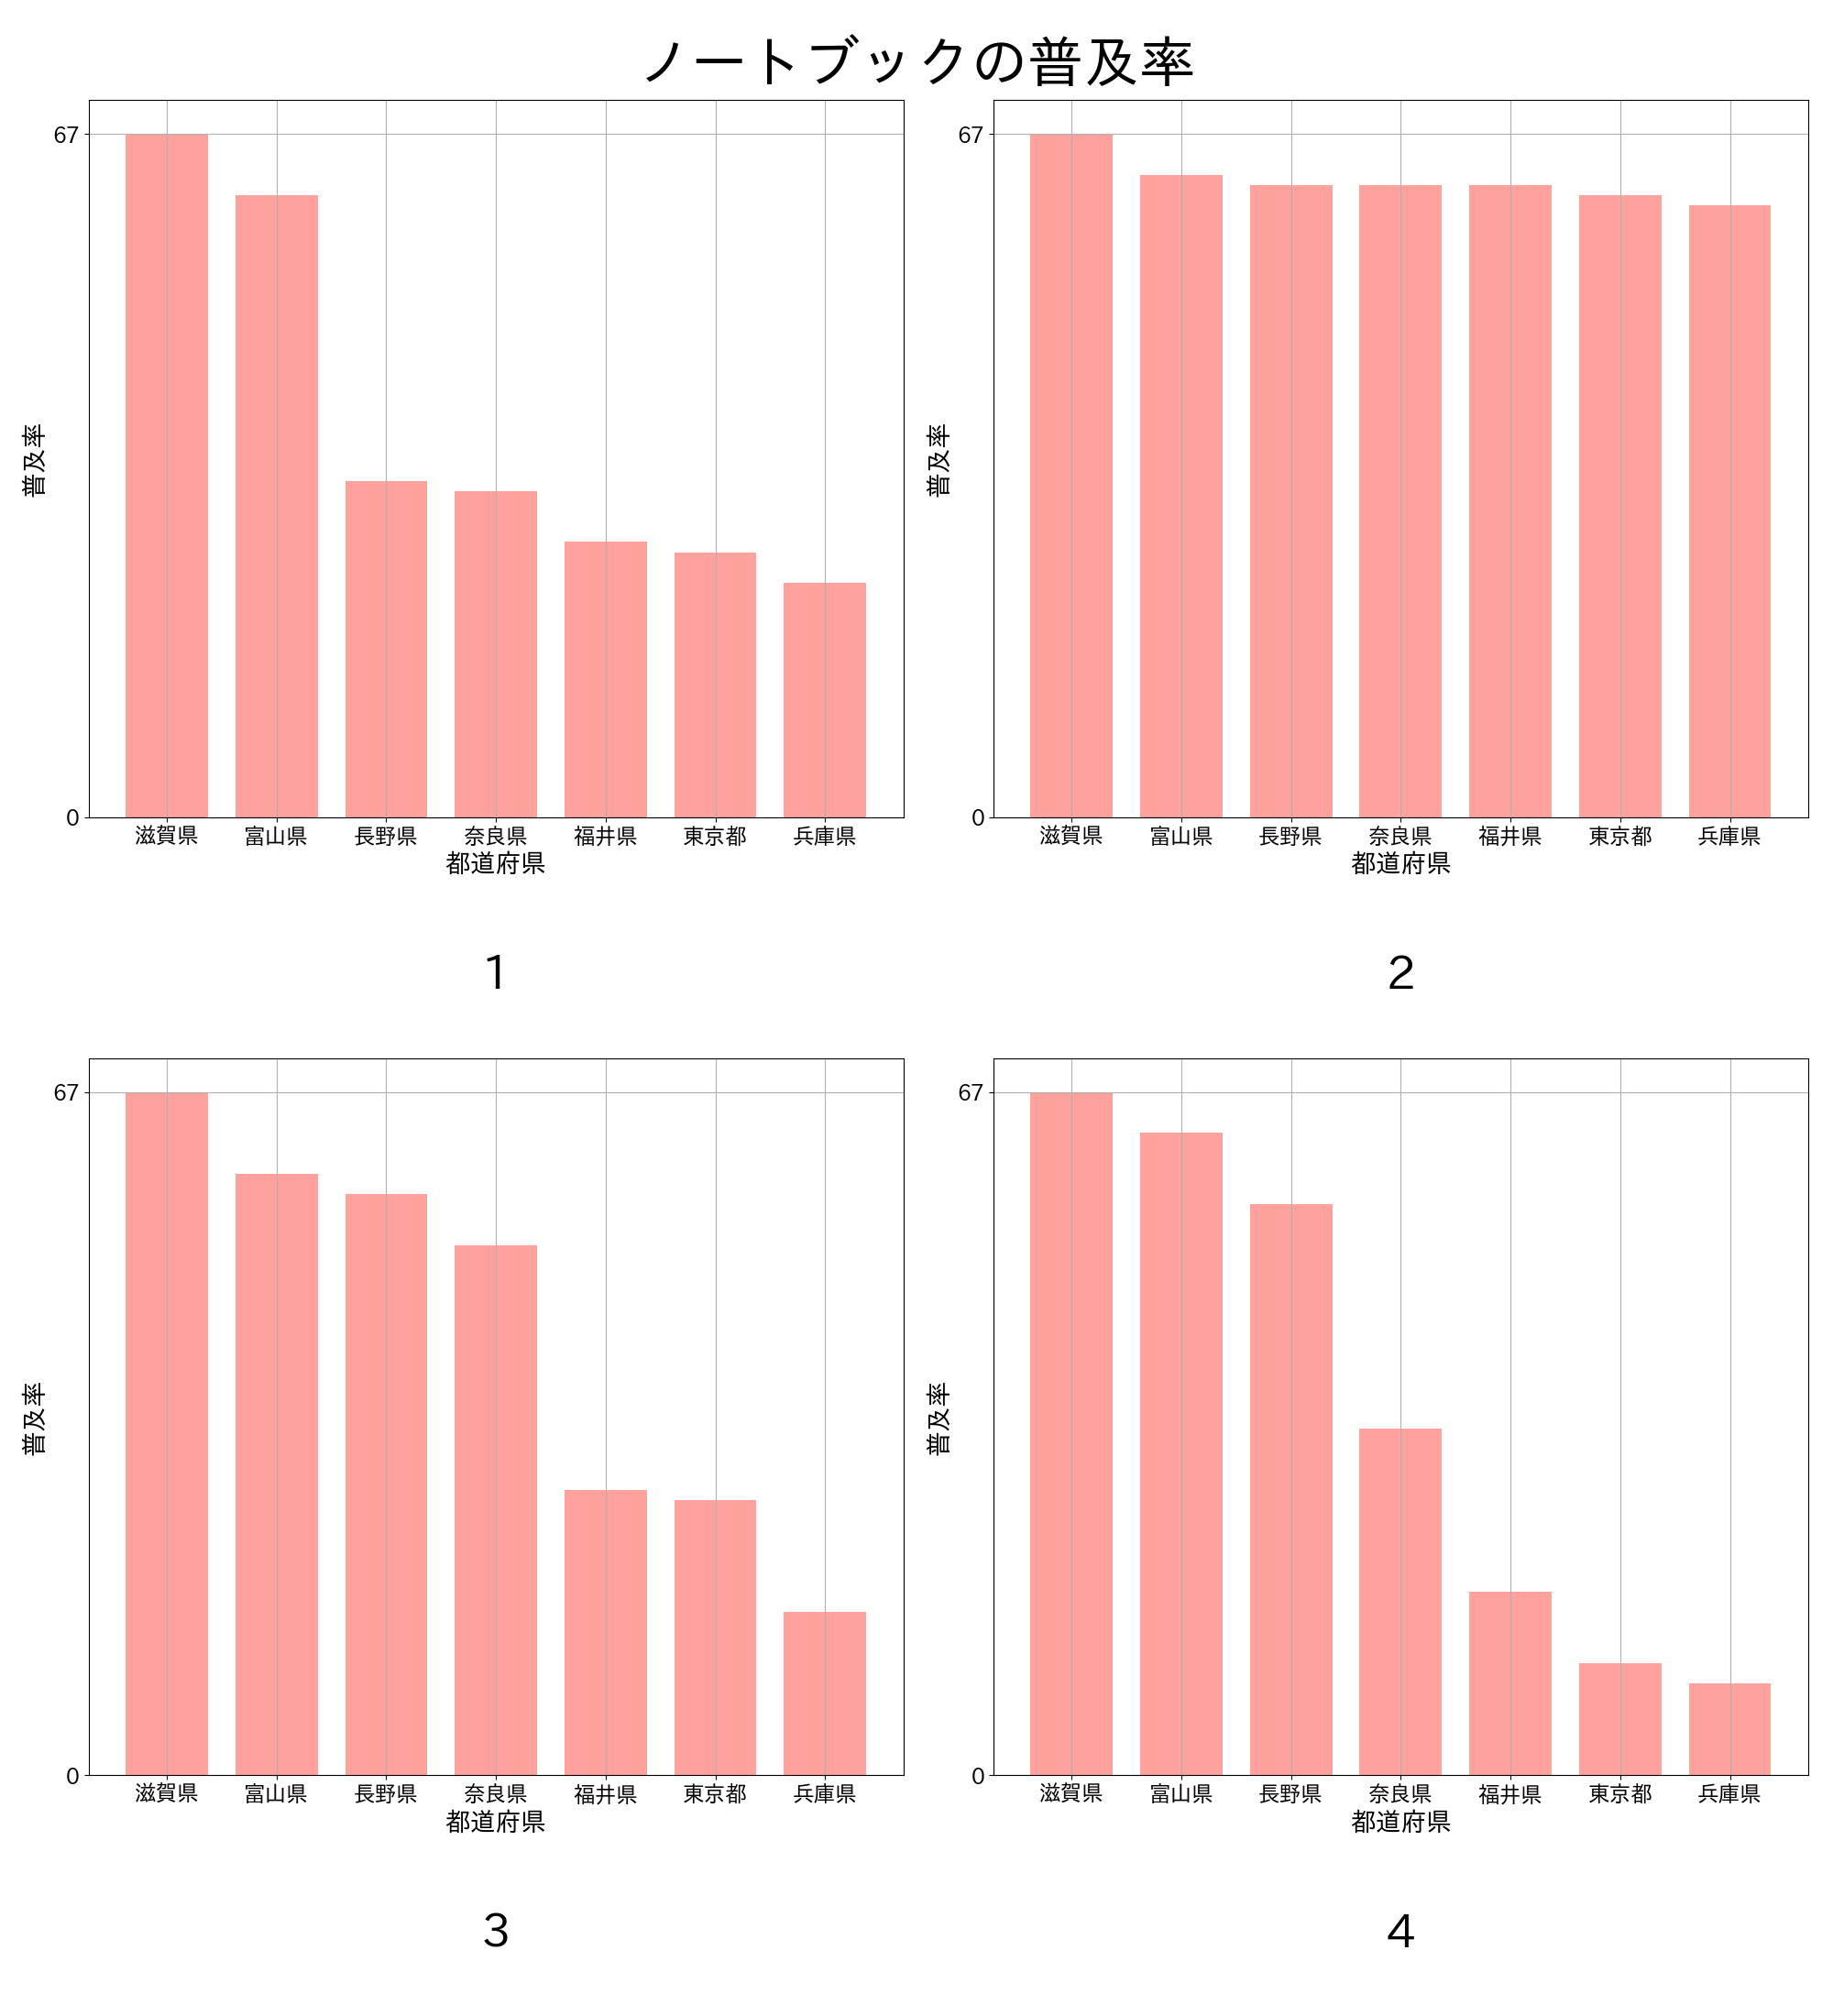 ノートブックの普及率
67
0
普及率
滋賀県 富山県 長野県 奈良県 福井県 東京都 兵庫県
都道府県
1
67
0
普及率
滋賀県 富山県 長野県 奈良県 福井県 東京都 兵庫県
都道府県
2
67
0
普及率
滋賀県 富山県 長野県 奈良県 福井県 東京都 兵庫県
都道府県
3
67
0
普及率
滋賀県 富山県 長野県 奈良県 福井県 東京都 兵庫県
都道府県
4